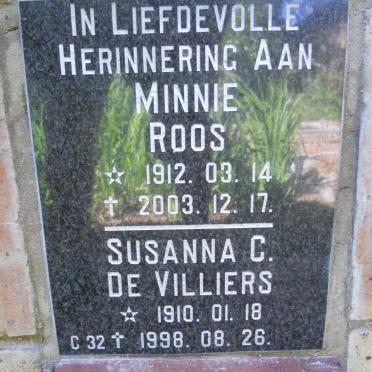 IN LIEFDEVOLLE
HERINNERING AAN
MINNIE
ROOS
☆ 1912. 03. 14
✝ 2003. 12. 17.
SUSANNA C.
DE VILLIERS
☆ 1910. 01. 18
C 32 ✝ 1998. 08. 26.